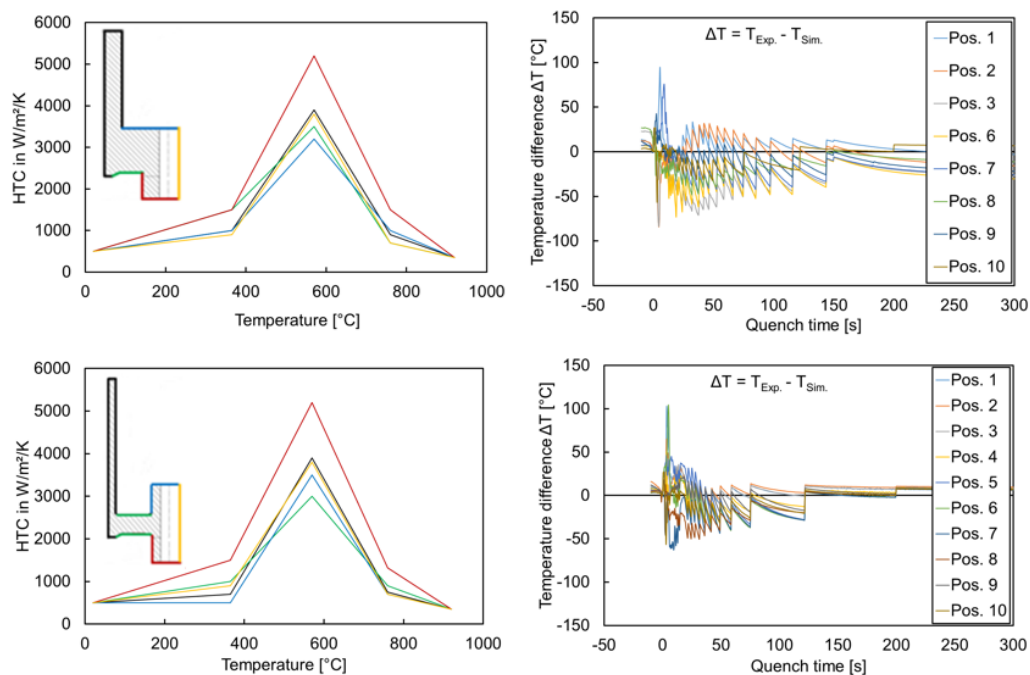 6000
5000
4000
3000
2000
1000
0
HTC in W/m²/K
0
200
400
600
800
1000
Temperature [°C]
ΔT = T_Exp. - T_Sim.
150
100
50
0
-50
-100
-150
Temperature difference ΔT [°C]
-50
0
50
100
150
200
250
300
Quench time [s]
Pos. 1
Pos. 2
Pos. 3
Pos. 6
Pos. 7
Pos. 8
Pos. 9
Pos. 10
6000
5000
4000
3000
2000
1000
0
HTC in W/m²/K
0
200
400
600
800
1000
Temperature [°C]
ΔT = T_Exp. - T_Sim.
150
100
50
0
-50
-100
-150
Temperature difference ΔT [°C]
-50
0
50
100
150
200
250
300
Quench time [s]
Pos. 1
Pos. 2
Pos. 3
Pos. 4
Pos. 5
Pos. 6
Pos. 7
Pos. 8
Pos. 9
Pos. 10